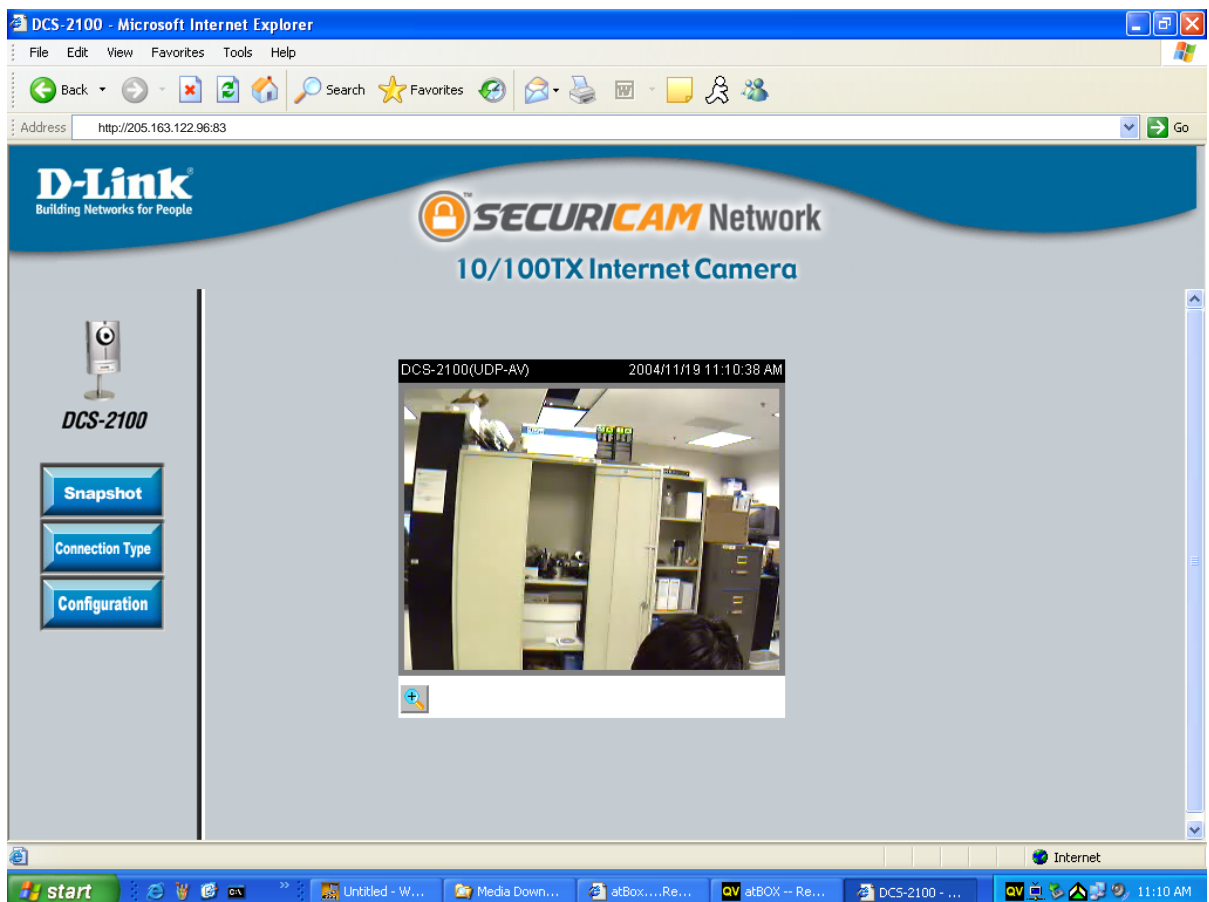 DCS-2100 - Microsoft Internet Explorer
File Edit View Favorites Tools Help
Back Search Favorites
Address http://205.163.122.96:83 Go
D-Link®
Building Networks for People
SECURICAM™ Network
10/100TX Internet Camera
DCS-2100
Snapshot
Connection Type
Configuration
DCS-2100(UDP-AV) 2004/11/19 11:10:38 AM
Internet
start Untitled - W... Media Down... atBox....Re... QV atBOX -- Re... DCS-2100 - ... QV 11:10 AM